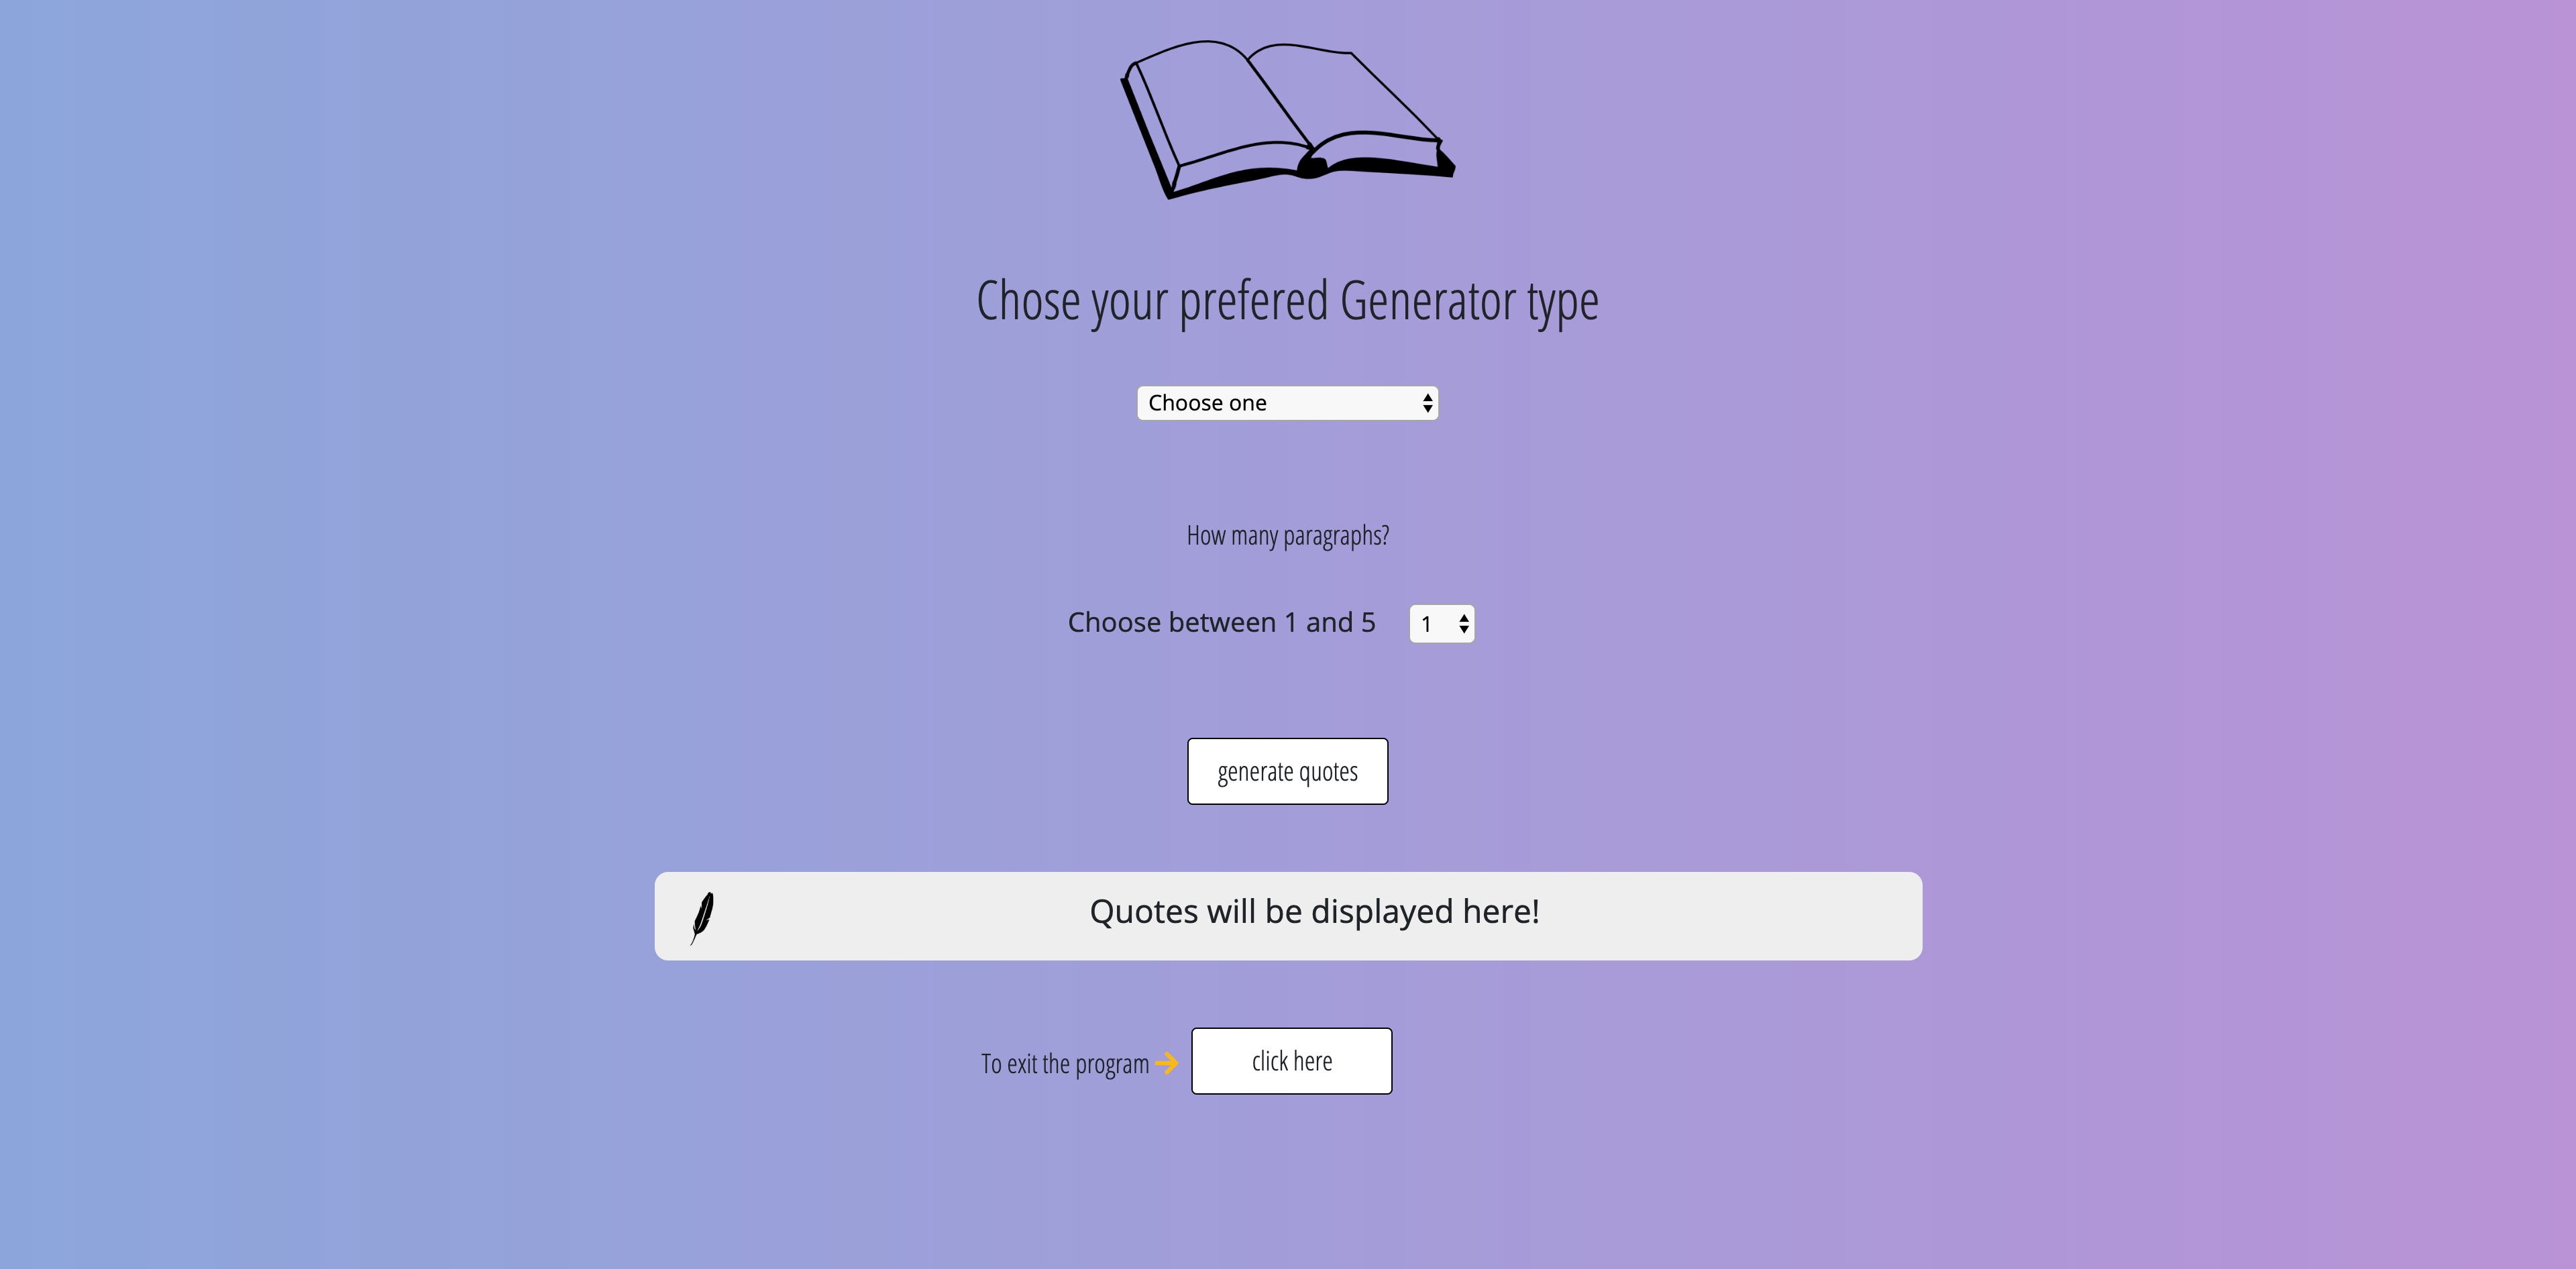 Chose your prefered Generator type
Choose one
How many paragraphs?
Choose between 1 and 5 1
generate quotes
Quotes will be displayed here!
To exit the program click here